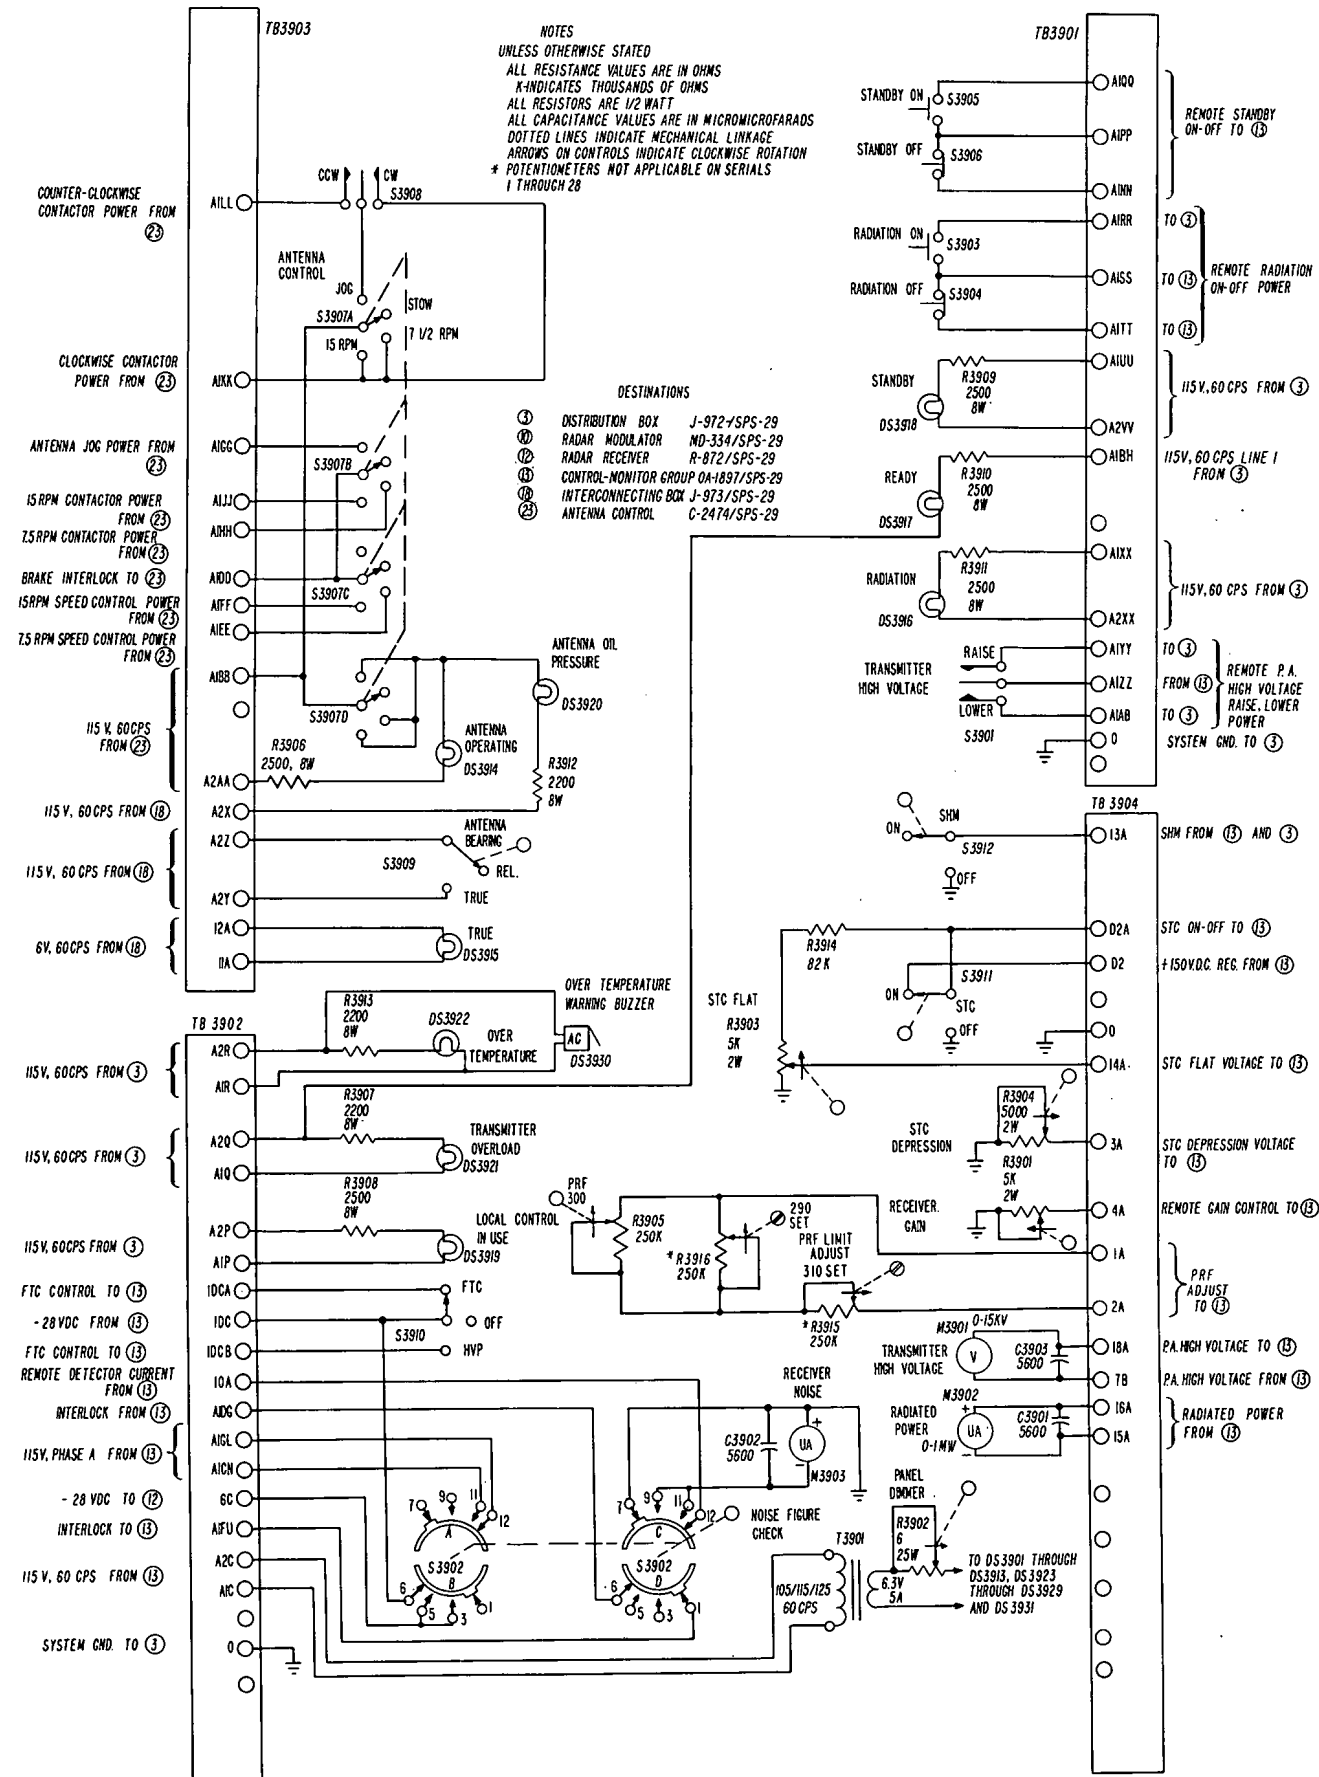 TB3903
NOTES
UNLESS OTHERWISE STATED
ALL RESISTANCE VALUES ARE IN OHMS
K-INDICATES THOUSANDS OF OHMS
ALL RESISTORS ARE 1/2 WATT
ALL CAPACITANCE VALUES ARE IN MICROMICROFARADS
DOTTED LINES INDICATE MECHANICAL LINKAGE
ARROWS ON CONTROLS INDICATE CLOCKWISE ROTATION
* POTENTIOMETERS NOT APPLICABLE ON SERIALS
1 THROUGH 28
COUNTER-CLOCKWISE
CONTACTOR POWER FROM
23
A1LL
CCW
CW
S3908
ANTENNA
CONTROL
JOG
S3907A
STOW
15 RPM
7 1/2 RPM
CLOCKWISE CONTACTOR
POWER FROM 23
A1KK
ANTENNA JOG POWER FROM
23
A1GG
S3907B
15 RPM CONTACTOR POWER
FROM 23
A1JJ
7.5 RPM CONTACTOR POWER
FROM 23
A1HH
BRAKE INTERLOCK TO 23
A1DD
S3907C
15RPM SPEED CONTROL POWER
FROM 23
A1FF
7.5 RPM SPEED CONTROL POWER
FROM 23
A1EE
A1BB
S3907D
115 V, 60CPS
FROM 23
R3906
2500, 8W
A2AA
ANTENNA
OPERATING
DS3914
ANTENNA OIL
PRESSURE
DS3920
R3912
2200
8W
115 V, 60CPS FROM 18
A2X
A2Z
ANTENNA
BEARING
S3909
REL.
TRUE
115 V, 60 CPS FROM 18
A2Y
12A
TRUE
DS3915
6V, 60CPS FROM 18
11A
DESTINATIONS
3 DISTRIBUTION BOX J-972/SPS-29
10 RADAR MODULATOR MD-334/SPS-29
12 RADAR RECEIVER R-872/SPS-29
13 CONTROL-MONITOR GROUP OA-1897/SPS-29
18 INTERCONNECTING BOX J-973/SPS-29
23 ANTENNA CONTROL C-2474/SPS-29
TB3901
STANDBY ON
S3905
STANDBY OFF
S3906
A1QQ
A1PP
A1NN
REMOTE STANDBY
ON-OFF TO 13
RADIATION ON
S3903
RADIATION OFF
S3904
A1RR
TO 3
A1SS
TO 13
A1TT
TO 13
REMOTE RADIATION
ON-OFF POWER
STANDBY
DS3918
R3909
2500
8W
A1UU
A2VV
115 V, 60 CPS FROM 3
READY
DS3917
R3910
2500
8W
A1BH
115V, 60 CPS LINE 1
FROM 3
RADIATION
DS3916
R3911
2500
8W
A1XX
A2XX
115V, 60 CPS FROM 3
TRANSMITTER
HIGH VOLTAGE
RAISE
LOWER
S3901
A1YY
TO 3
A1ZZ
FROM 13
A1AB
TO 3
REMOTE P.A.
HIGH VOLTAGE
RAISE, LOWER
POWER
0
SYSTEM GND. TO 3
TB 3904
ON
SHM
S3912
OFF
13A
SHM FROM 13 AND 3
R3914
82 K
D2A
STC ON-OFF TO 13
D2
+150V.D.C. REG. FROM 13
ON
S3911
STC
OFF
0
STC FLAT
R3903
5K
2W
14A
STC FLAT VOLTAGE TO 13
R3904
5000
2W
STC
DEPRESSION
3A
STC DEPRESSION VOLTAGE
TO 13
R3901
5K
2W
RECEIVER.
GAIN
4A
REMOTE GAIN CONTROL TO 13
PRF
300
R3905
250K
290
SET
* R3916
250K
PRF LIMIT
ADJUST
310 SET
* R3915
250K
1A
2A
PRF
ADJUST
TO 13
M3901
0-15KV
TRANSMITTER
HIGH VOLTAGE
V
C3903
5600
18A
P.A. HIGH VOLTAGE TO 13
7B
P.A. HIGH VOLTAGE FROM 13
M3902
RADIATED
POWER
0-1MW
+
UA
-
C3901
5600
16A
15A
RADIATED POWER
FROM 13
TB 3902
R3913
2200
8W
DS3922
OVER
TEMPERATURE
OVER TEMPERATURE
WARNING BUZZER
AC
DS3930
A2R
A1R
115V, 60CPS FROM 3
R3907
2200
8W
A2Q
A1Q
TRANSMITTER
OVERLOAD
DS3921
115V, 60CPS FROM 3
R3908
2500
8W
A2P
A1P
LOCAL CONTROL
IN USE
DS3919
115V, 60CPS FROM 3
FTC CONTROL TO 13
1DCA
FTC
-28VDC FROM 13
1DC
S3910
OFF
FTC CONTROL TO 13
1DCB
HVP
REMOTE DETECTOR CURRENT
FROM 13
10A
INTERLOCK FROM 13
A1DG
A1GL
115V, PHASE A FROM 13
A1CN
- 28 VDC TO 12
6C
INTERLOCK TO 13
A1FU
A2C
115 V, 60 CPS FROM 13
A1C
SYSTEM GND. TO 3
0
RECEIVER
NOISE
C3902
5600
+
UA
-
M3903
7
9
11
12
A
S3902
B
6
5
3
1
7
9
11
12
C
S3902
D
6
5
3
1
NOISE FIGURE
CHECK
T3901
105/115/125
60CPS
6.3V
5A
PANEL
DIMMER
R3902
6
25W
TO DS3901 THROUGH
DS3913, DS3923
THROUGH DS3929
AND DS3931